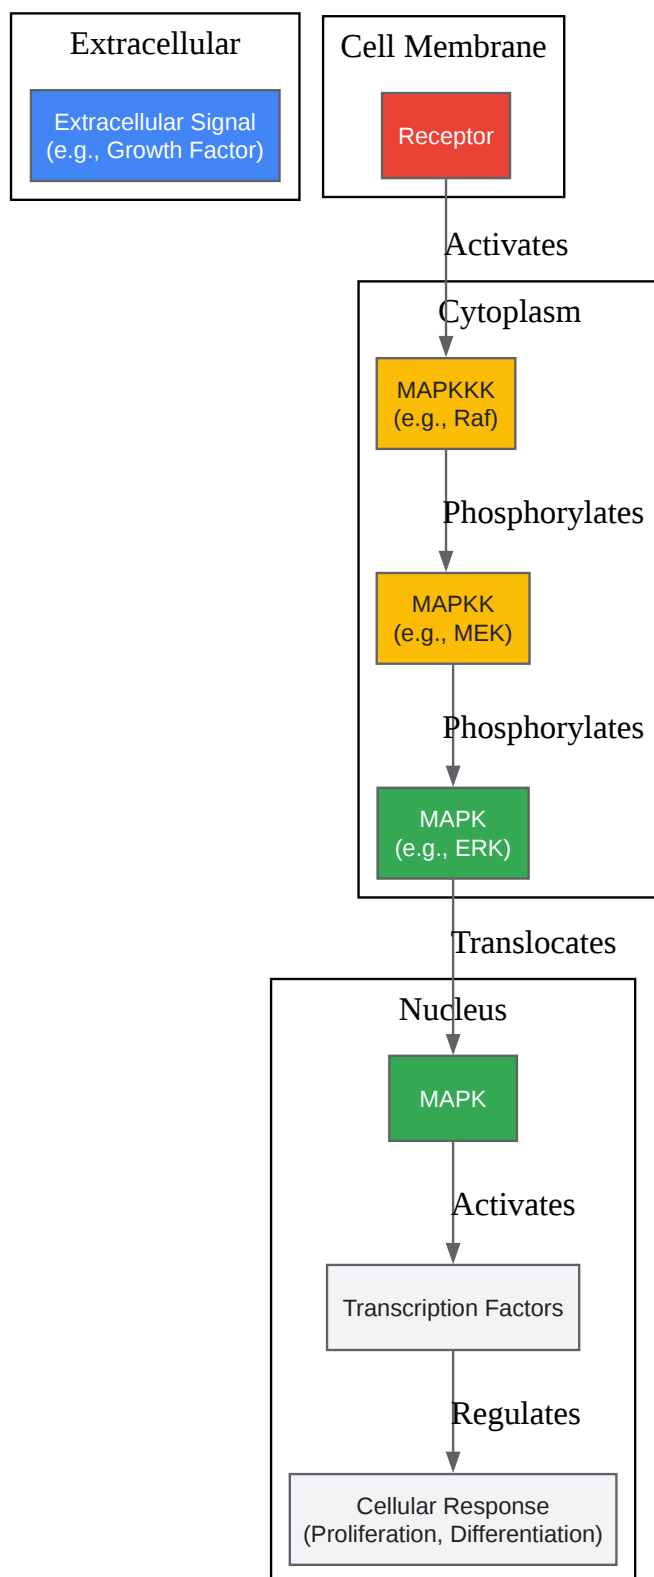 Extracellular
Extracellular Signal
(e.g., Growth Factor)
Cell Membrane
Receptor
Activates
Cytoplasm
MAPKKK
(e.g., Raf)
Phosphorylates
MAPKK
(e.g., MEK)
Phosphorylates
MAPK
(e.g., ERK)
Translocates
Nucleus
MAPK
Activates
Transcription Factors
Regulates
Cellular Response
(Proliferation, Differentiation)